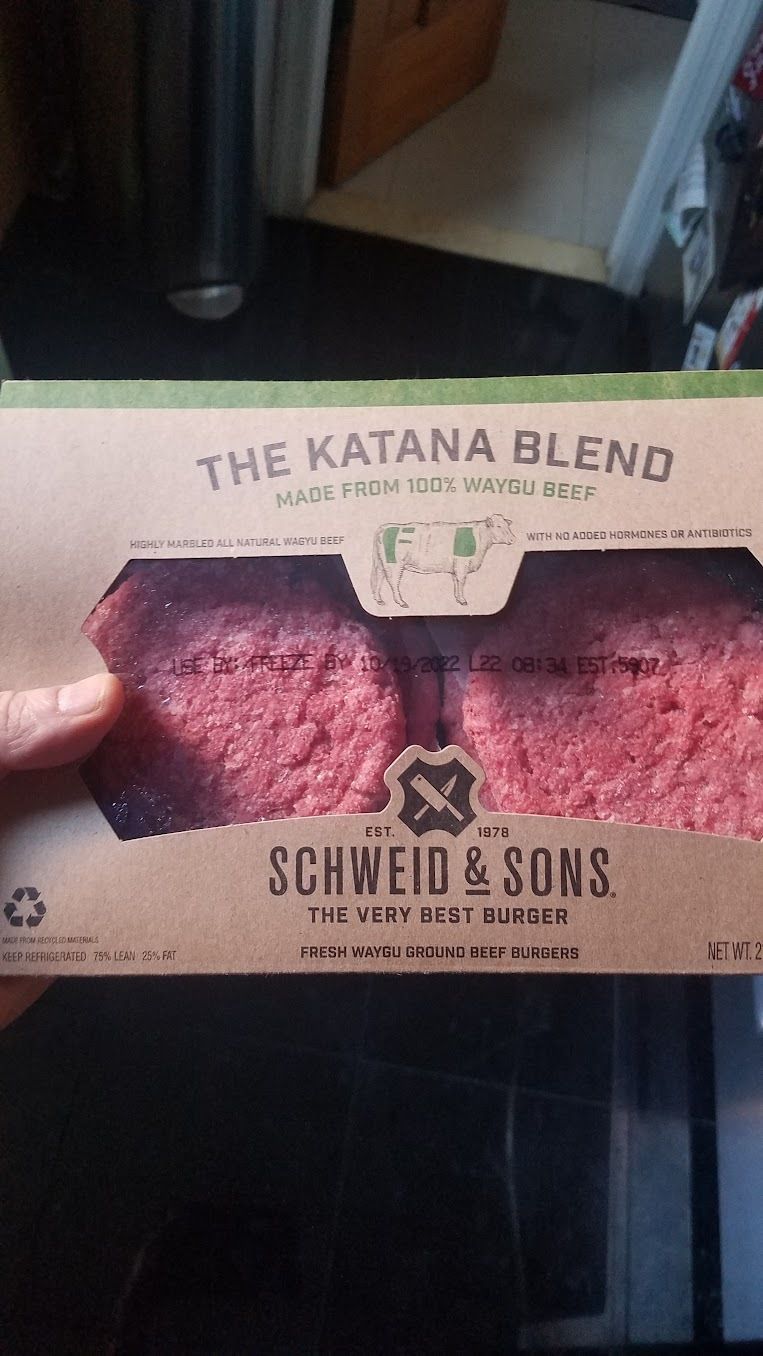 THE KATANA BLEND
MADE FROM 100% WAYGU BEEF
HIGHLY MARBLED ALL NATURAL WAGYU BEEF
WITH NO ADDED HORMONES OR ANTIBIOTICS
USE BY: FREEZE BY 10/19/2022 L22 08:34 EST:5907
EST. 1978
SCHWEID & SONS®
THE VERY BEST BURGER
MADE FROM RECYCLED MATERIALS
KEEP REFRIGERATED 75% LEAN 25% FAT
FRESH WAYGU GROUND BEEF BURGERS
NET WT. 2